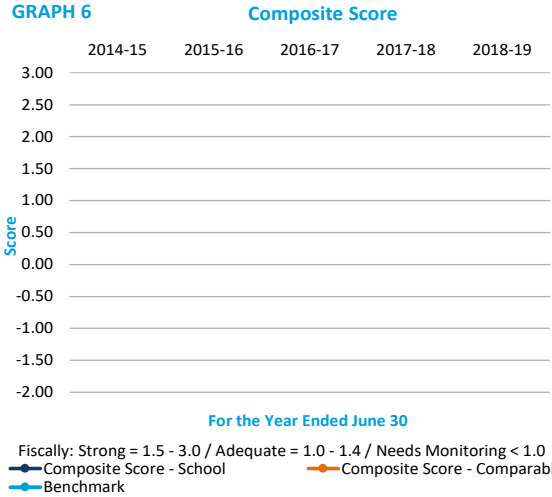 GRAPH 6
Composite Score
2014-15 2015-16 2016-17 2017-18 2018-19
3.00
2.50
2.00
1.50
1.00
0.50
0.00
-0.50
-1.00
-1.50
-2.00
Score
For the Year Ended June 30
Fiscally: Strong = 1.5 - 3.0 / Adequate = 1.0 - 1.4 / Needs Monitoring < 1.0
Composite Score - School Composite Score - Comparabl
Benchmark